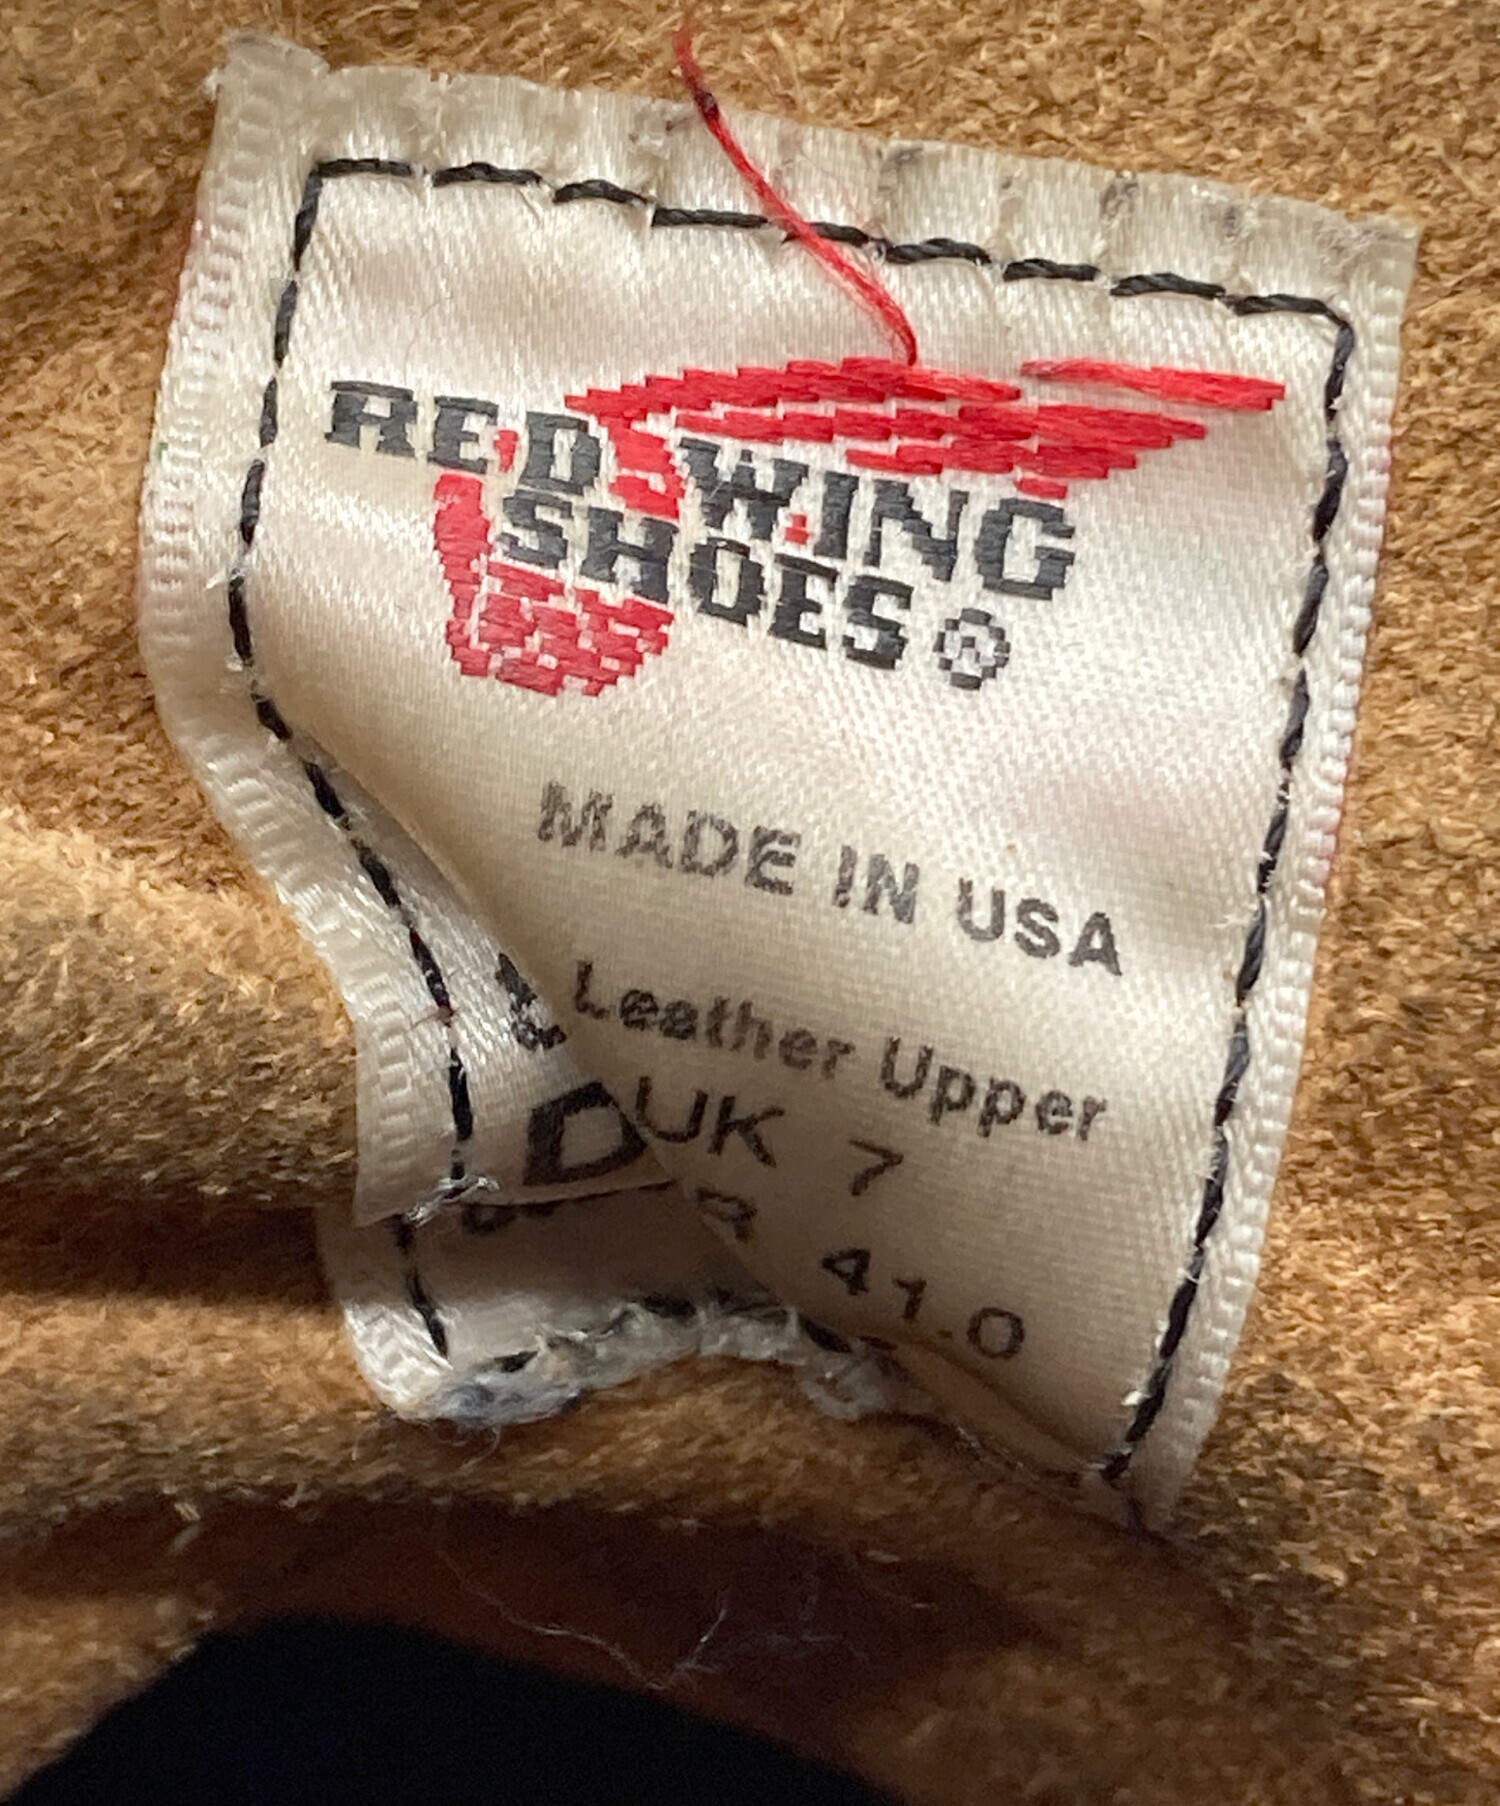 RED WING
SHOES®
MADE IN USA
Leather Upper
D UK 7
41.0